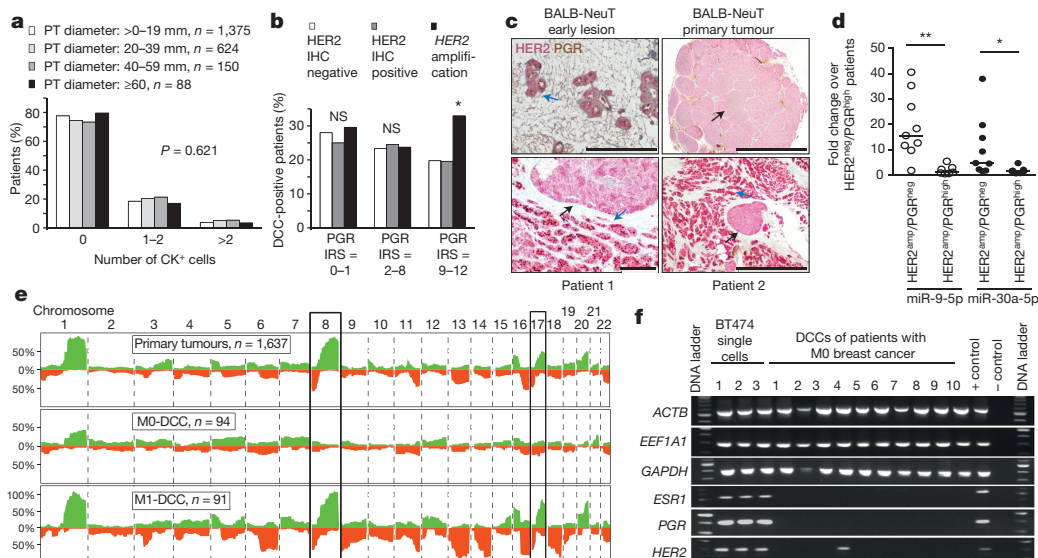 a
PT diameter: >0–19 mm, n = 1,375
PT diameter: 20–39 mm, n = 624
PT diameter: 40–59 mm, n = 150
PT diameter: ≥60, n = 88
Patients (%)
80
60
40
20
0
P = 0.621
0
1–2
>2
Number of CK+ cells
b
HER2 IHC negative
HER2 IHC positive
HER2 amplifi-cation
DCC-positive patients (%)
40
30
20
10
0
NS
NS
*
PGR IRS = 0–1
PGR IRS = 2–8
PGR IRS = 9–12
c
BALB-NeuT early lesion
BALB-NeuT primary tumour
HER2 PGR
Patient 1
Patient 2
d
Fold change over HER2neg/PGRhigh patients
50
40
30
20
10
0
**
*
HER2amp/PGRneg
HER2amp/PGRhigh
HER2amp/PGRneg
HER2amp/PGRhigh
miR-9-5p
miR-30a-5p
e
Chromosome
1 2 3 4 5 6 7 8 9 10 11 12 13 14 15 16 17 18 19 20 21 22
Primary tumours, n = 1,637
50%
0%
50%
M0-DCC, n = 94
50%
0%
50%
M1-DCC, n = 91
100%
50%
0%
50%
f
DNA ladder
BT474 single cells
DCCs of patients with M0 breast cancer
+ control
– control
DNA ladder
1 2 3 1 2 3 4 5 6 7 8 9 10
ACTB
EEF1A1
GAPDH
ESR1
PGR
HER2